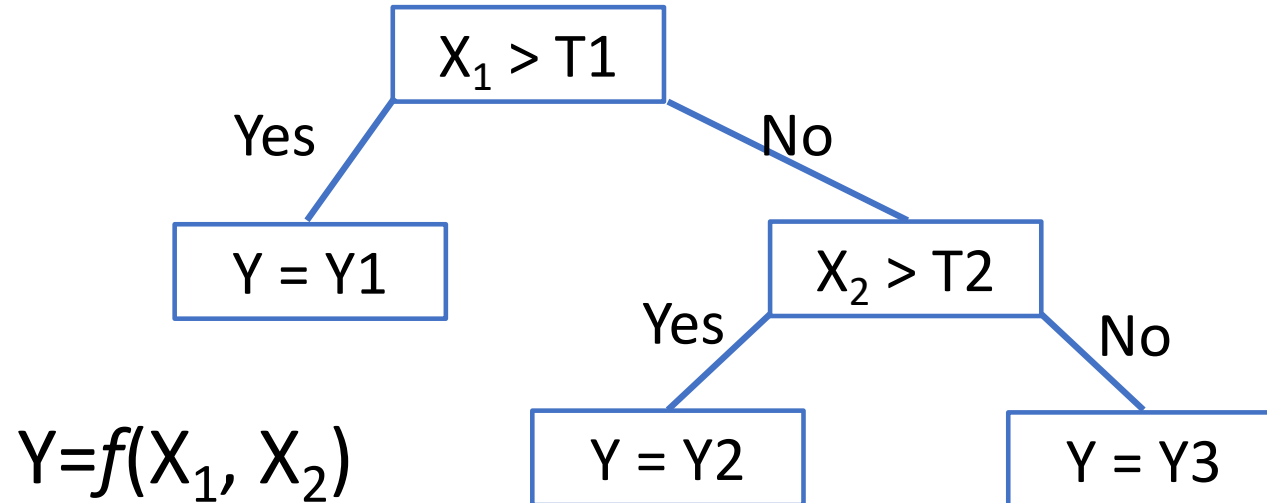 X₁ > T1
Yes
No
Y = Y1
X₂ > T2
Yes
No
Y=f(X₁, X₂)
Y = Y2
Y = Y3